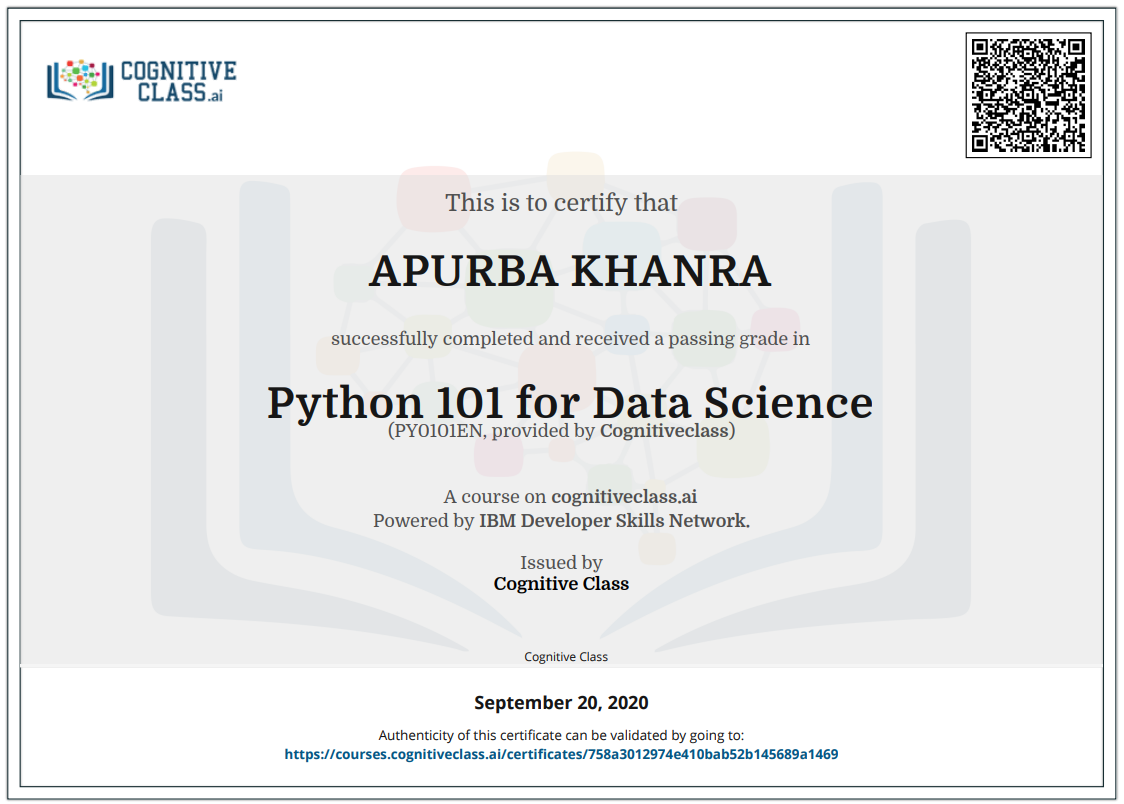 COGNITIVE
CLASS.ai
This is to certify that
APURBA KHANRA
successfully completed and received a passing grade in
Python 101 for Data Science
(PY0101EN, provided by Cognitiveclass)
A course on cognitiveclass.ai
Powered by IBM Developer Skills Network.
Issued by
Cognitive Class
Cognitive Class
September 20, 2020
Authenticity of this certificate can be validated by going to:
https://courses.cognitiveclass.ai/certificates/758a3012974e410bab52b145689a1469